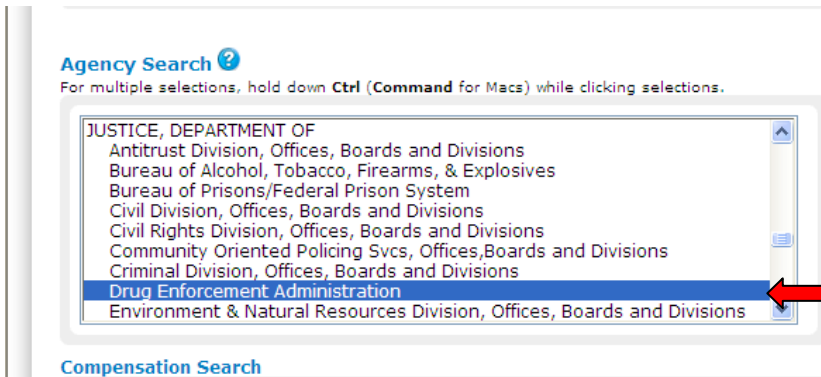 Agency Search ?
For multiple selections, hold down Ctrl (Command for Macs) while clicking selections.
JUSTICE, DEPARTMENT OF
Antitrust Division, Offices, Boards and Divisions
Bureau of Alcohol, Tobacco, Firearms, & Explosives
Bureau of Prisons/Federal Prison System
Civil Division, Offices, Boards and Divisions
Civil Rights Division, Offices, Boards and Divisions
Community Oriented Policing Svcs, Offices,Boards and Divisions
Criminal Division, Offices, Boards and Divisions
Drug Enforcement Administration
Environment & Natural Resources Division, Offices, Boards and Divisions
Compensation Search